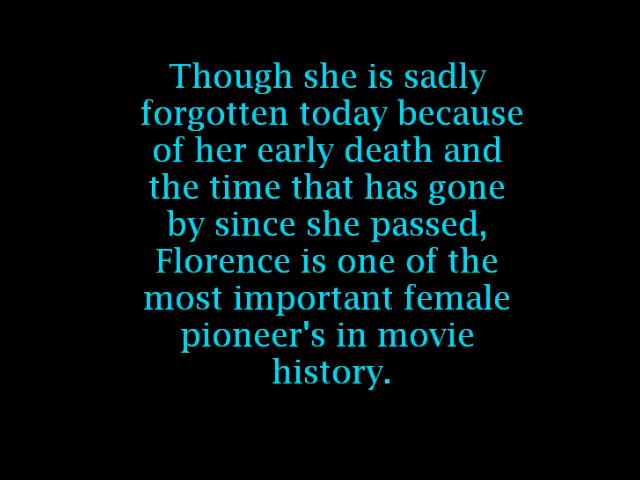 Though she is sadly
forgotten today because
of her early death and
the time that has gone
by since she passed,
Florence is one of the
most important female
pioneer's in movie
history.